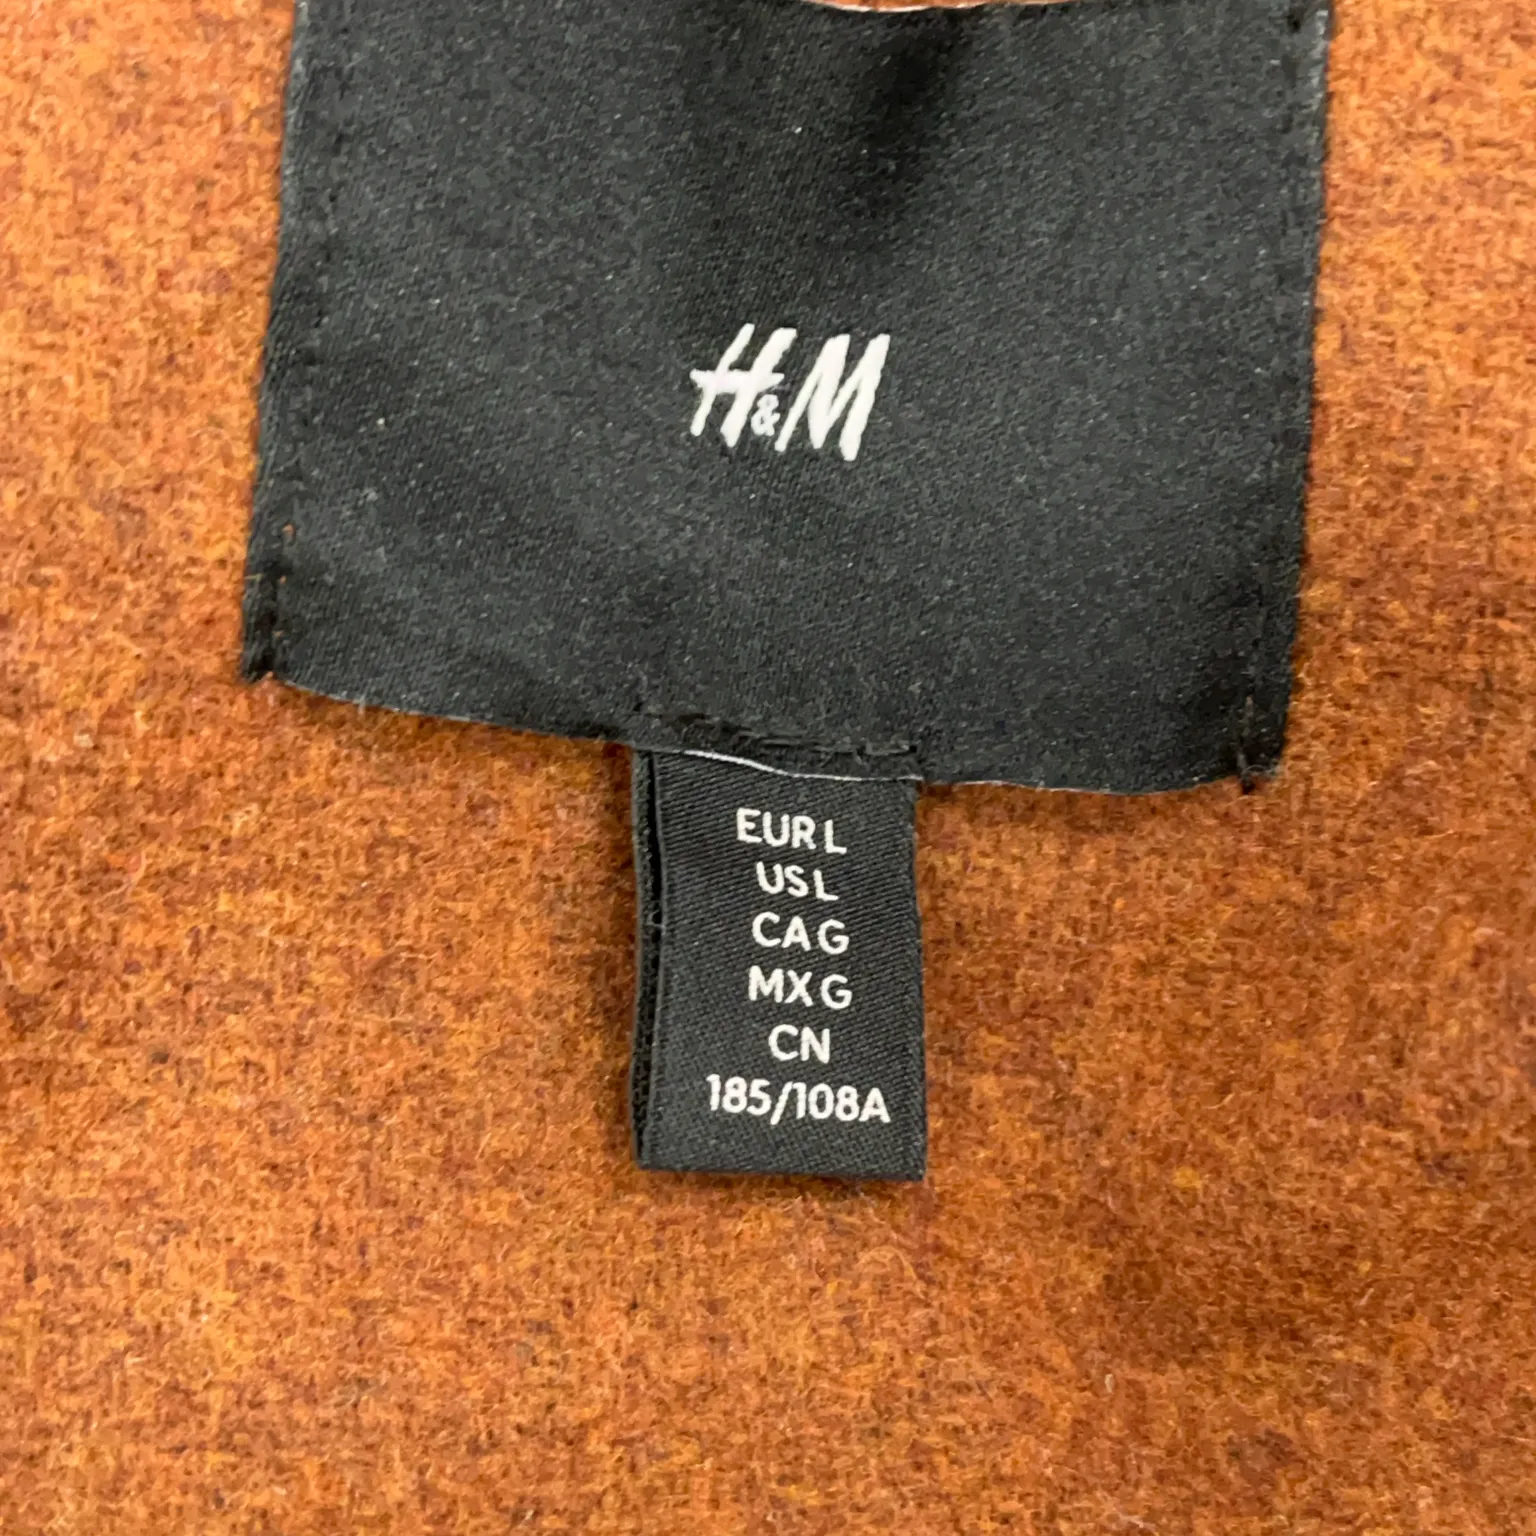 H&M
EUR L
US L
CA G
MX G
CN
185/108A